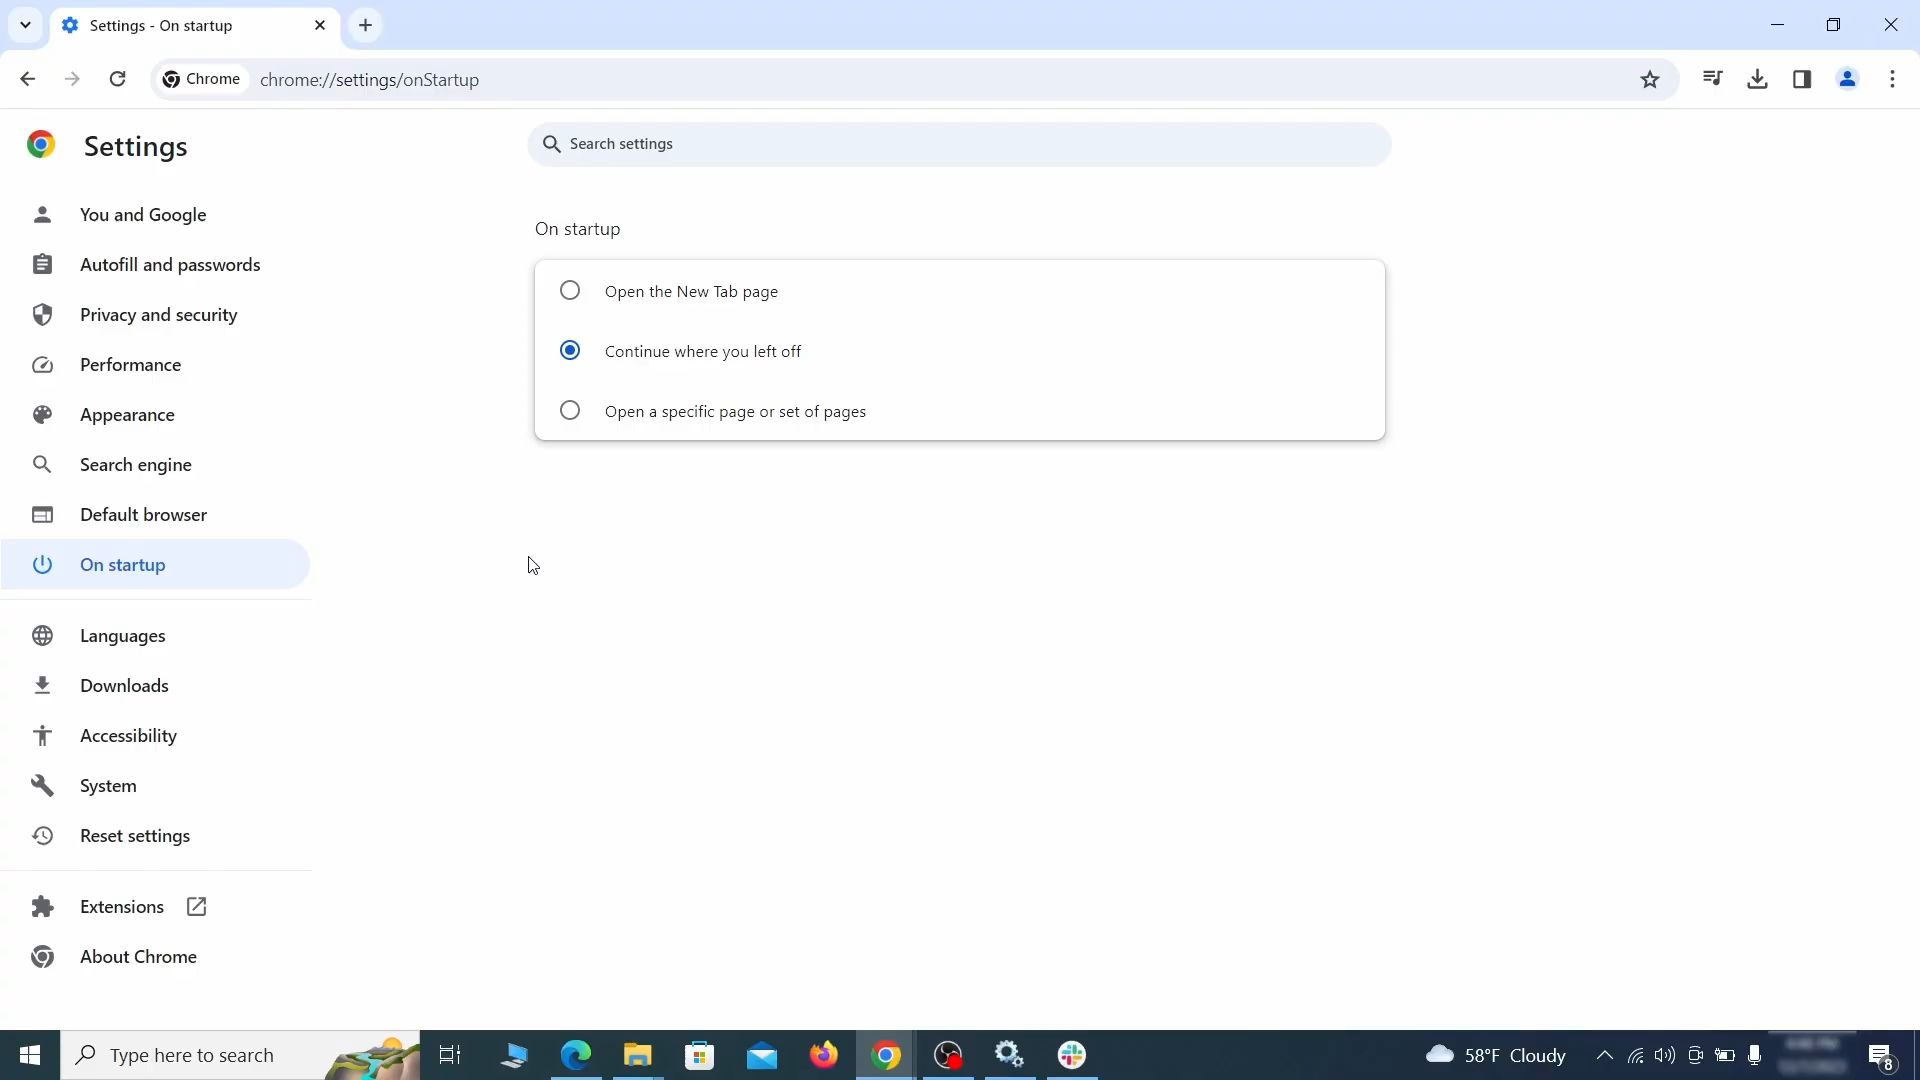 Settings - On startup
Chrome
chrome://settings/onStartup
Settings
Search settings
You and Google
Autofill and passwords
Privacy and security
Performance
Appearance
Search engine
Default browser
On startup
Languages
Downloads
Accessibility
System
Reset settings
Extensions
About Chrome
On startup
Open the New Tab page
Continue where you left off
Open a specific page or set of pages
Type here to search
58°F Cloudy
8